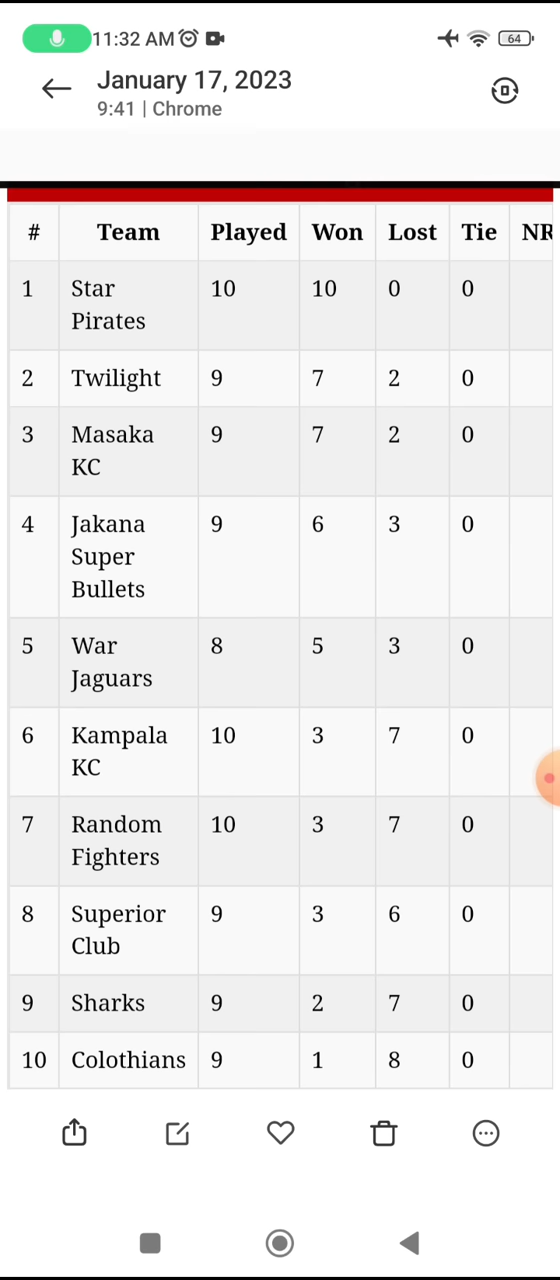 11:32 AM 64
January 17, 2023
9:41 | Chrome
# Team Played Won Lost Tie NR
1 Star Pirates 10 10 0 0
2 Twilight 9 7 2 0
3 Masaka KC 9 7 2 0
4 Jakana Super Bullets 9 6 3 0
5 War Jaguars 8 5 3 0
6 Kampala KC 10 3 7 0
7 Random Fighters 10 3 7 0
8 Superior Club 9 3 6 0
9 Sharks 9 2 7 0
10 Colothians 9 1 8 0